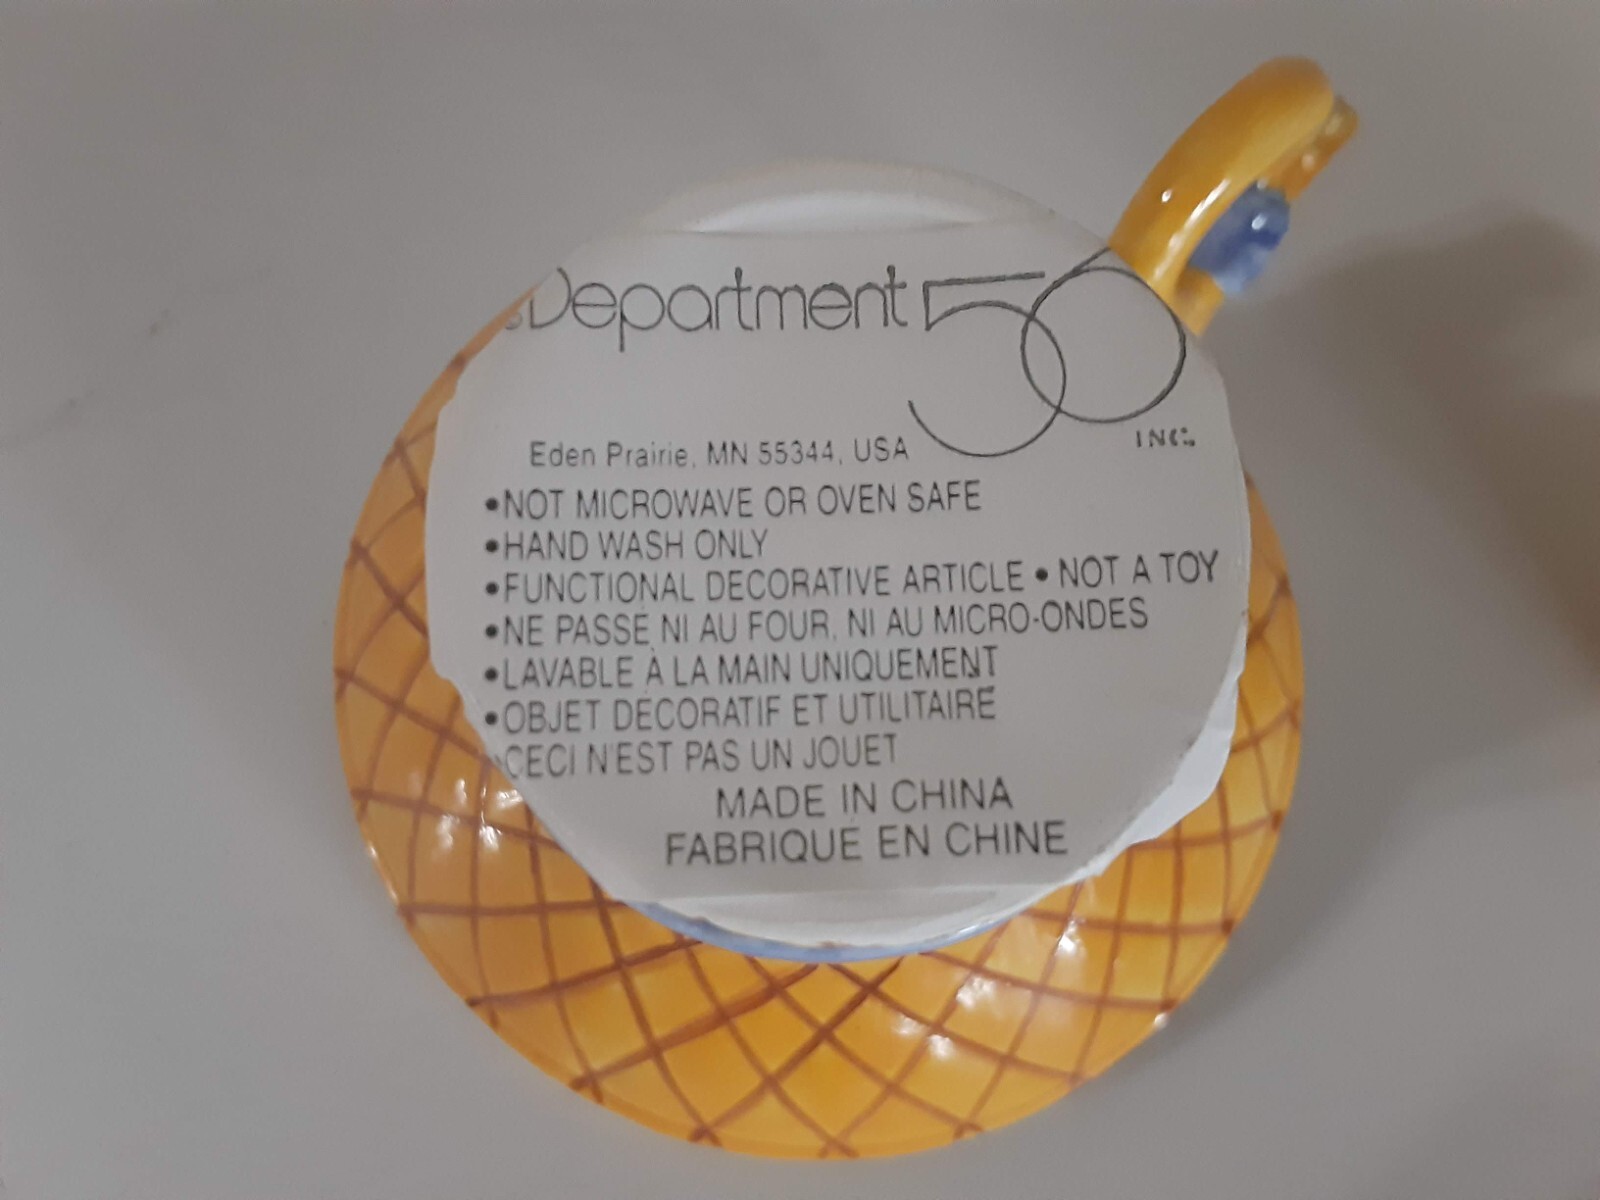 ©Department 56
INC.
Eden Prairie, MN 55344, USA
•NOT MICROWAVE OR OVEN SAFE
•HAND WASH ONLY
•FUNCTIONAL DECORATIVE ARTICLE • NOT A TOY
•NE PASSE NI AU FOUR, NI AU MICRO-ONDES
•LAVABLE À LA MAIN UNIQUEMENT
•OBJET DÉCORATIF ET UTILITAIRE
•CECI N'EST PAS UN JOUET
MADE IN CHINA
FABRIQUÉ EN CHINE